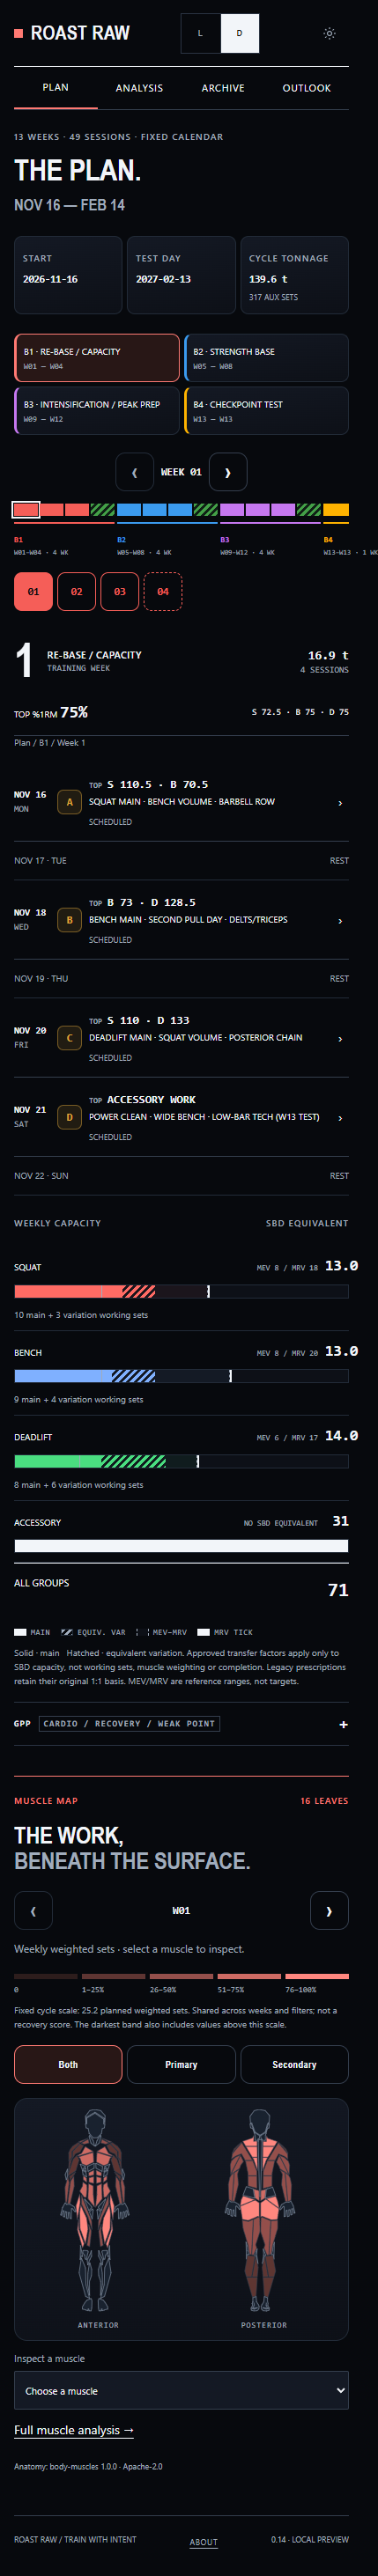 ROAST RAW L D
PLAN ANALYSIS ARCHIVE OUTLOOK
13 WEEKS · 49 SESSIONS · FIXED CALENDAR
THE PLAN.
NOV 16 — FEB 14
START
2026-11-16
TEST DAY
2027-02-13
CYCLE TONNAGE
139.6 t
317 AUX SETS
B1 · RE-BASE / CAPACITY
W01 — W04
B2 · STRENGTH BASE
W05 — W08
B3 · INTENSIFICATION / PEAK PREP
W09 — W12
B4 · CHECKPOINT TEST
W13 — W13
‹ WEEK 01 ›
B1 B2 B3 B4
W01–W04 · 4 WK W05–W08 · 4 WK W09–W12 · 4 WK W13–W13 · 1 WK
01 02 03 04
1 RE-BASE / CAPACITY 16.9 t
TRAINING WEEK 4 SESSIONS
TOP %1RM 75% S 72.5 · B 75 · D 75
Plan / B1 / Week 1
NOV 16
MON
A
TOP S 110.5 · B 70.5
SQUAT MAIN · BENCH VOLUME · BARBELL ROW ›
SCHEDULED
NOV 17 · TUE REST
NOV 18
WED
B
TOP B 73 · D 128.5
BENCH MAIN · SECOND PULL DAY · DELTS/TRICEPS ›
SCHEDULED
NOV 19 · THU REST
NOV 20
FRI
C
TOP S 110 · D 133
DEADLIFT MAIN · SQUAT VOLUME · POSTERIOR CHAIN ›
SCHEDULED
NOV 21
SAT
D
TOP ACCESSORY WORK
POWER CLEAN · WIDE BENCH · LOW-BAR TECH (W13 TEST) ›
SCHEDULED
NOV 22 · SUN REST
WEEKLY CAPACITY SBD EQUIVALENT
SQUAT MEV 8 / MRV 18 13.0
10 main + 3 variation working sets
BENCH MEV 8 / MRV 20 13.0
9 main + 4 variation working sets
DEADLIFT MEV 6 / MRV 17 14.0
8 main + 6 variation working sets
ACCESSORY NO SBD EQUIVALENT 31
ALL GROUPS 71
MAIN EQUIV. VAR MEV–MRV MRV TICK
Solid · main Hatched · equivalent variation. Approved transfer factors apply only to
SBD capacity, not working sets, muscle weighting or completion. Legacy prescriptions
retain their original 1:1 basis. MEV/MRV are reference ranges, not targets.
GPP CARDIO / RECOVERY / WEAK POINT +
MUSCLE MAP 16 LEAVES
THE WORK,
BENEATH THE SURFACE.
‹ W01 ›
Weekly weighted sets · select a muscle to inspect.
0 1–25% 26–50% 51–75% 76–100%
Fixed cycle scale: 25.2 planned weighted sets. Shared across weeks and filters; not a
recovery score. The darkest band also includes values above this scale.
Both Primary Secondary
ANTERIOR POSTERIOR
Inspect a muscle
Choose a muscle
Full muscle analysis →
Anatomy: body-muscles 1.0.0 · Apache-2.0
ROAST RAW / TRAIN WITH INTENT ABOUT 0.14 · LOCAL PREVIEW